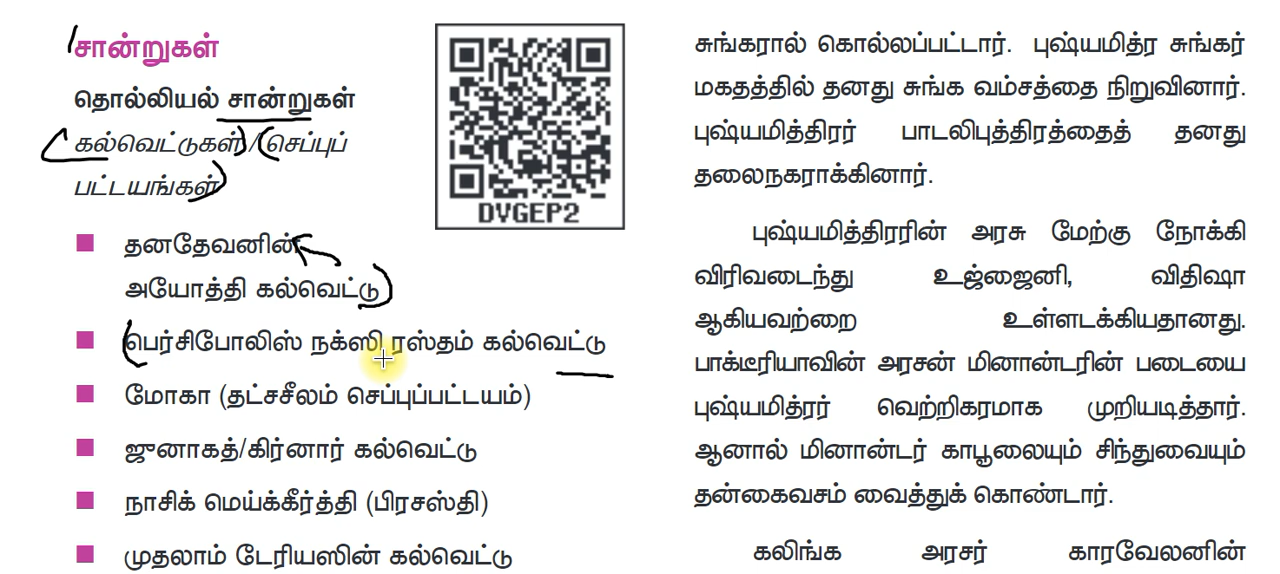 சான்றுகள்
தொல்லியல் சான்றுகள்
கல்வெட்டுகள் / செப்புப்
பட்டயங்கள்
DVGEP2
தனதேவனின்
அயோத்தி கல்வெட்டு
பெர்சிபோலிஸ் நக்ஸி ரஸ்தம் கல்வெட்டு
மோகா (தட்சசீலம் செப்புப்பட்டயம்)
ஜுனாகத்/கிர்னார் கல்வெட்டு
நாசிக் மெய்க்கீர்த்தி (பிரசஸ்தி)
முதலாம் டேரியஸின் கல்வெட்டு
சுங்கரால் கொல்லப்பட்டார். புஷ்யமித்ர சுங்கர்
மகதத்தில் தனது சுங்க வம்சத்தை நிறுவினார்.
புஷ்யமித்திரர் பாடலிபுத்திரத்தைத் தனது
தலைநகராக்கினார்.
புஷ்யமித்திரரின் அரசு மேற்கு நோக்கி
விரிவடைந்து உஜ்ஜைனி, விதிஷா
ஆகியவற்றை உள்ளடக்கியதானது.
பாக்டீரியாவின் அரசன் மினான்டரின் படையை
புஷ்யமித்ரர் வெற்றிகரமாக முறியடித்தார்.
ஆனால் மினான்டர் காபூலையும் சிந்துவையும்
தன்கைவசம் வைத்துக் கொண்டார்.
கலிங்க அரசர் காரவேலனின்